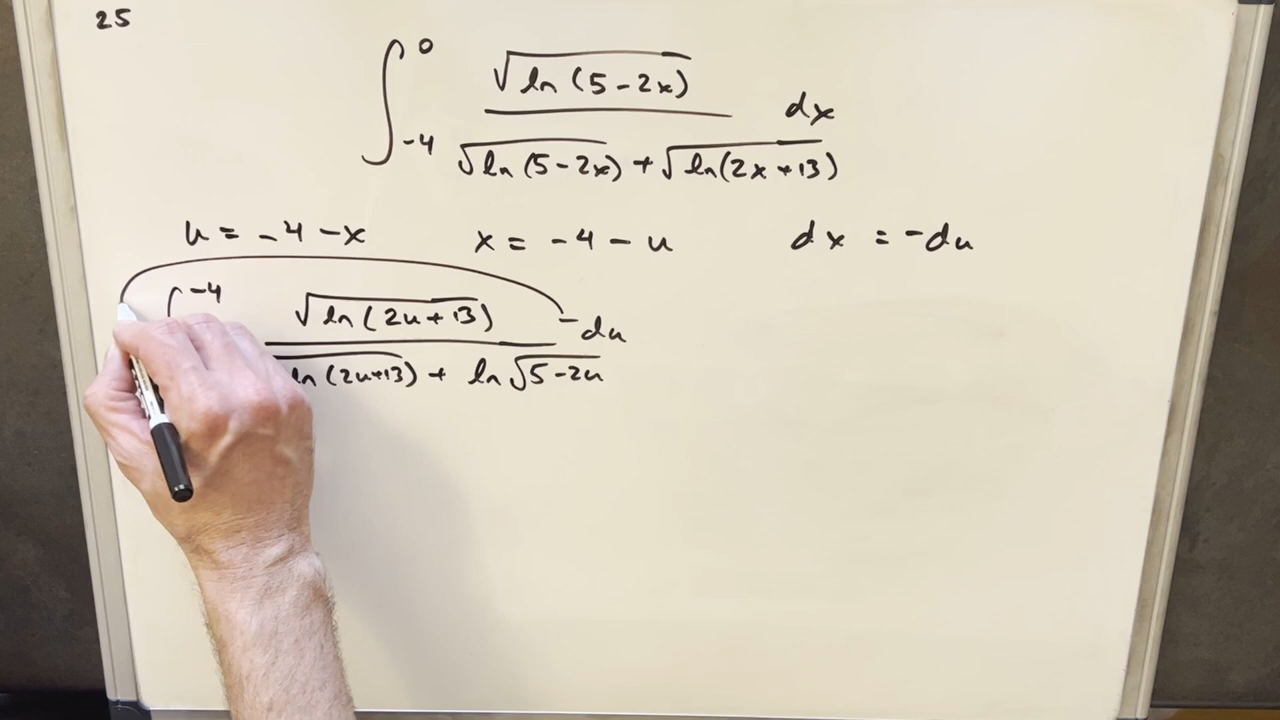 25
∫_{-4}^{0} √(ln(5-2x)) / (√(ln(5-2x)) + √(ln(2x+13))) dx
u = -4-x    x = -4-u    dx = -du
∫^{-4} √(ln(2u+13)) / (ln(2u+13) + ln√(5-2u)) -du